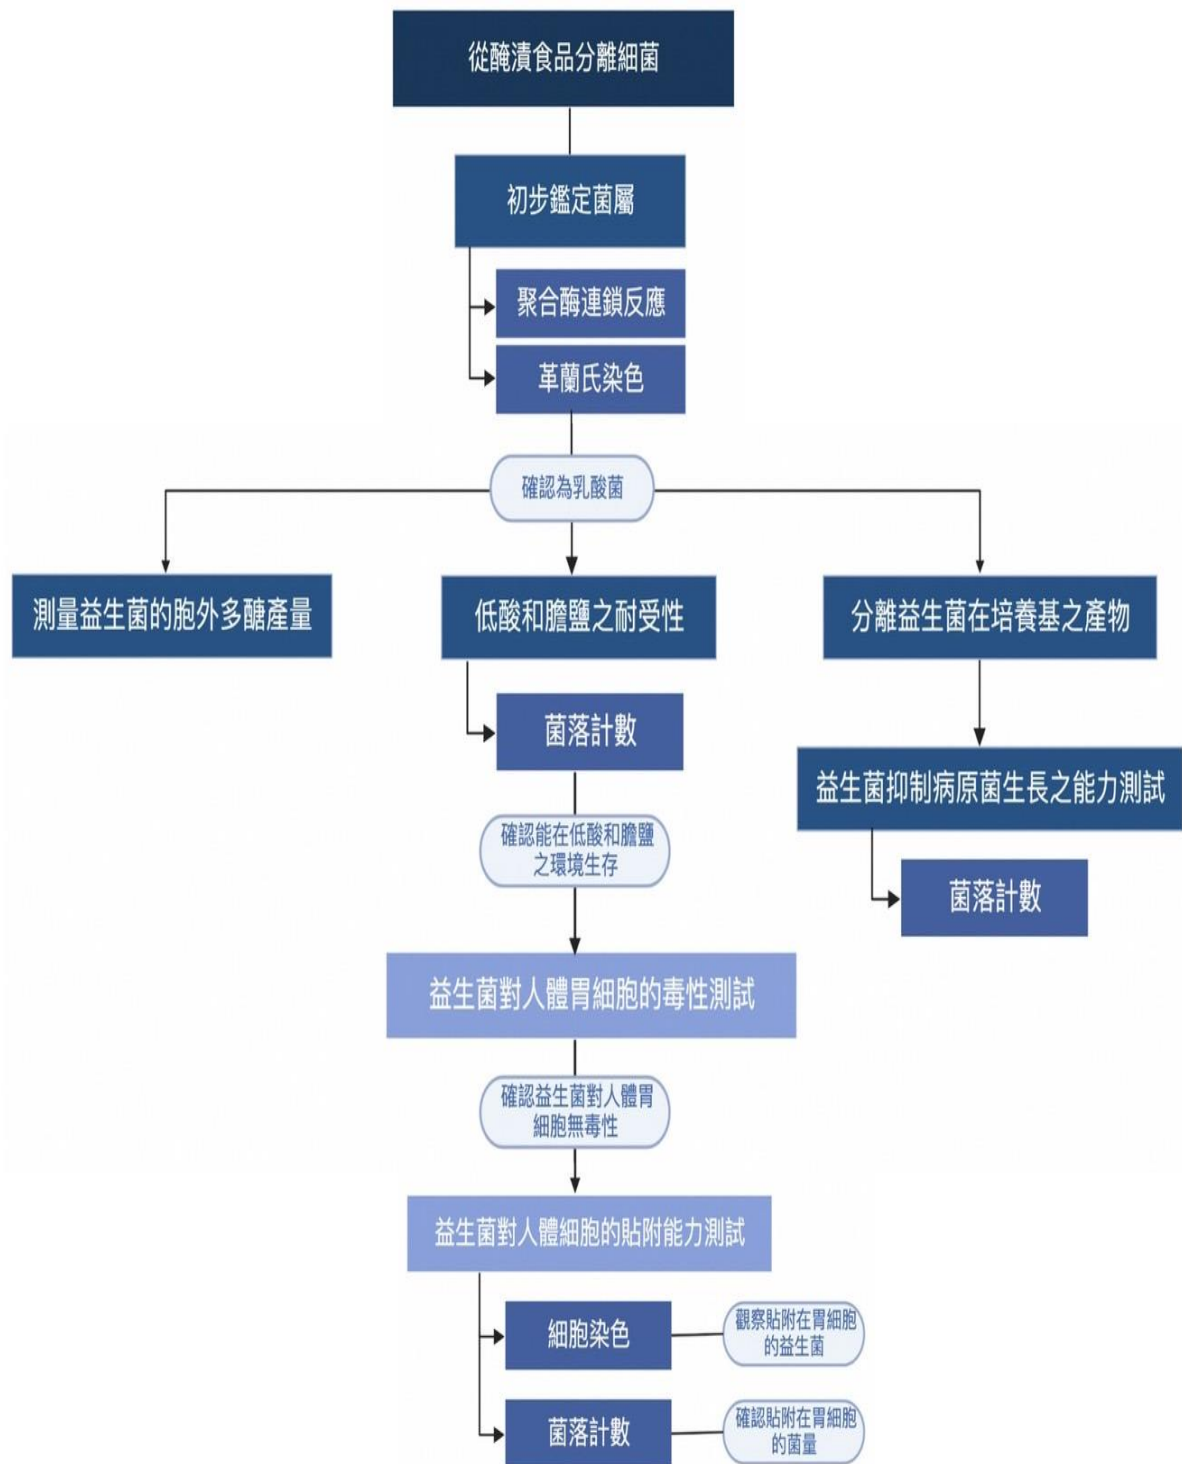 從醃漬食品分離細菌
初步鑑定菌屬
聚合酶連鎖反應
革蘭氏染色
確認為乳酸菌
測量益生菌的胞外多醣產量
低酸和膽鹽之耐受性
分離益生菌在培養基之產物
菌落計數
益生菌抑制病原菌生長之能力測試
確認能在低酸和膽鹽
之環境生存
菌落計數
益生菌對人體胃細胞的毒性測試
確認益生菌對人體胃
細胞無毒性
益生菌對人體細胞的貼附能力測試
細胞染色
觀察貼附在胃細胞
的益生菌
菌落計數
確認貼附在胃細胞
的菌量